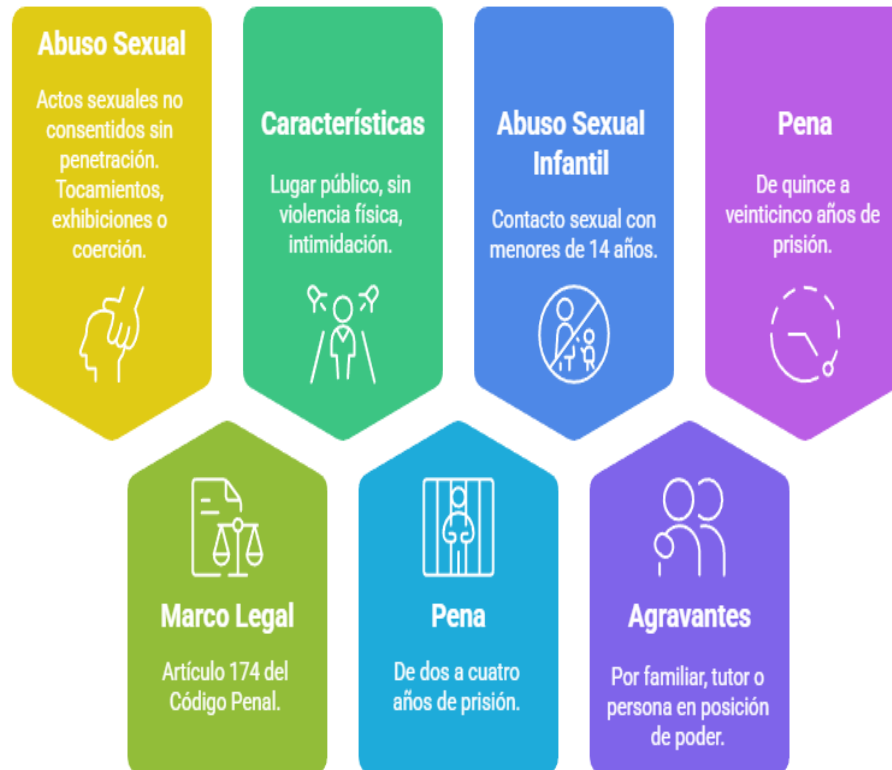 Abuso Sexual
Actos sexuales no
consentidos sin
penetración.
Tocamientos,
exhibiciones o
coerción.
Características
Lugar público, sin
violencia física,
intimidación.
Abuso Sexual
Infantil
Contacto sexual con
menores de 14 años.
Pena
De quince a
veinticinco años de
prisión.
Marco Legal
Artículo 174 del
Código Penal.
Pena
De dos a cuatro
años de prisión.
Agravantes
Por familiar, tutor o
persona en posición
de poder.